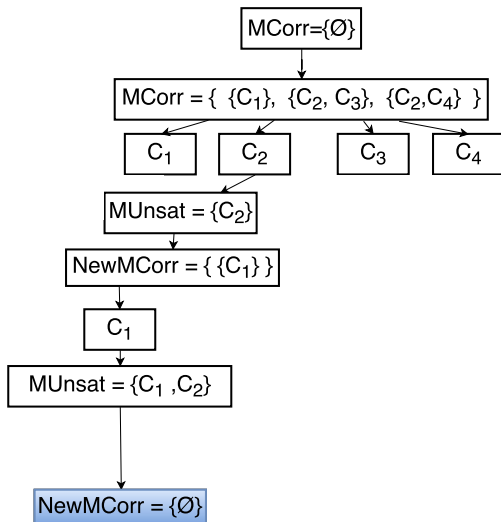 MCorr={Ø}
MCorr = { {C₁}, {C₂, C₃}, {C₂,C₄} }
C₁ C₂ C₃ C₄
MUnsat = {C₂}
NewMCorr = { {C₁} }
C₁
MUnsat = {C₁ ,C₂}
NewMCorr = {Ø}